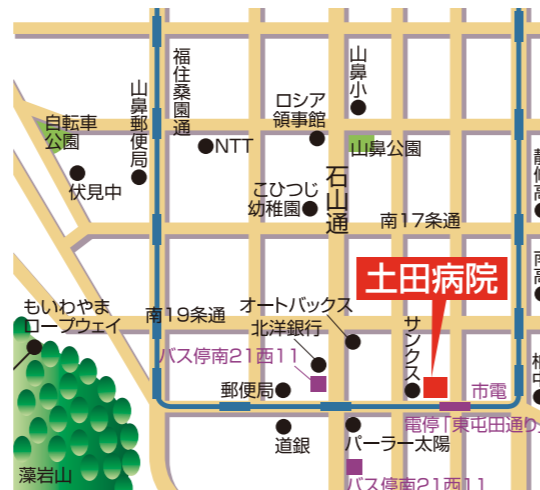 福住桑園通
山鼻小
ロシア
領事館
山鼻郵便局
自転車
公園
NTT
山鼻公園
伏見中
石山通
こひつじ
幼稚園
南17条通
土田病院
もいわやま
ロープウェイ
南19条通
オートバックス
北洋銀行
サンクス
バス停南21西11
郵便局
市電
電停「東屯田通り
道銀
パーラー太陽
藻岩山
バス停南21西11